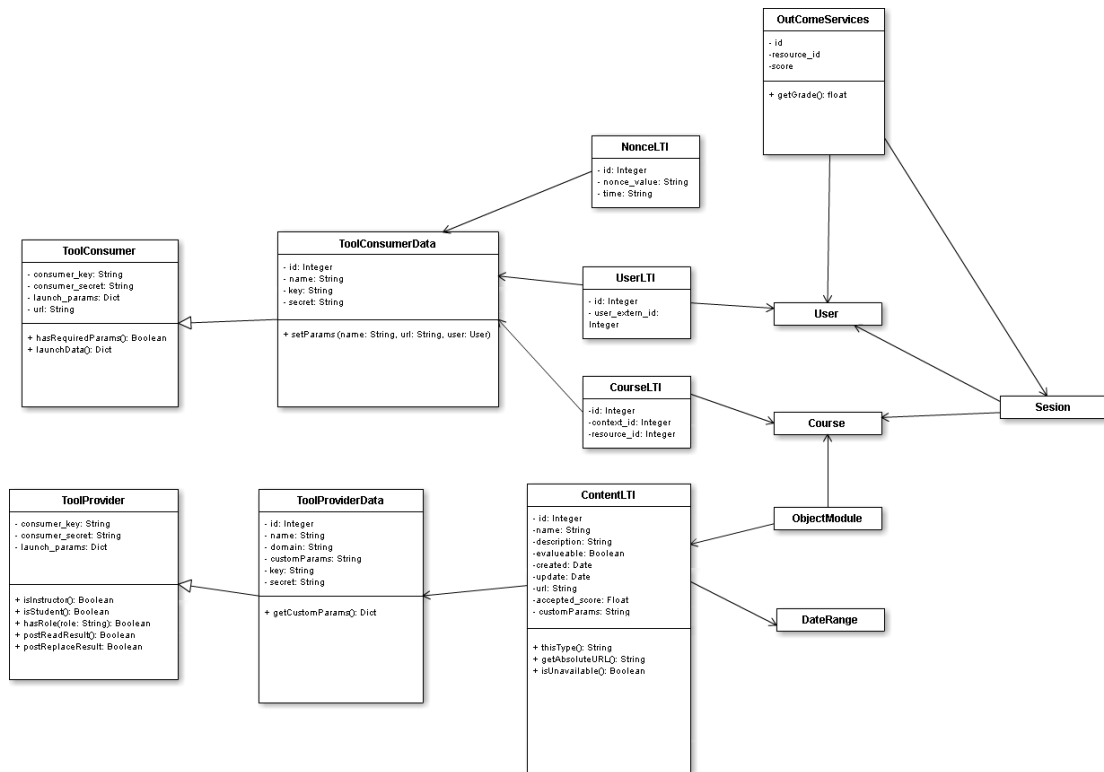 OutComeServices
- id
-resource_id
-score
+ getGrade(): float
NonceLTI
- id: Integer
- nonce_value: String
- time: String
ToolConsumer
- consumer_key: String
- consumer_secret: String
- launch_params: Dict
- url: String
+ hasRequiredParams(): Boolean
+ launchData(): Dict
ToolConsumerData
- id: Integer
- name: String
- key: String
- secret: String
+ setParams(name: String, url: String, user: User)
UserLTI
- id: Integer
- user_extern_id:
Integer
User
CourseLTI
-id: Integer
-context_id: Integer
-resource_id: Integer
Course
Sesion
ToolProvider
- consumer_key: String
- consumer_secret: String
- launch_params: Dict
+ isInstructor(): Boolean
+ isStudent(): Boolean
+ hasRole(role: String): Boolean
+ postReadResult(): Boolean
+ postReplaceResult: Boolean
ToolProviderData
- id: Integer
- name: String
- domain: String
- customParams: String
- key: String
- secret: String
+ getCustomParams(): Dict
ContentLTI
- id: Integer
-name: String
-description: String
-evalueable: Boolean
-created: Date
-update: Date
-url: String
-accepted_score: Float
- customParams: String
+ thisType(): String
+ getAbsoluteURL(): String
+ isUnavailable(): Boolean
ObjectModule
DateRange